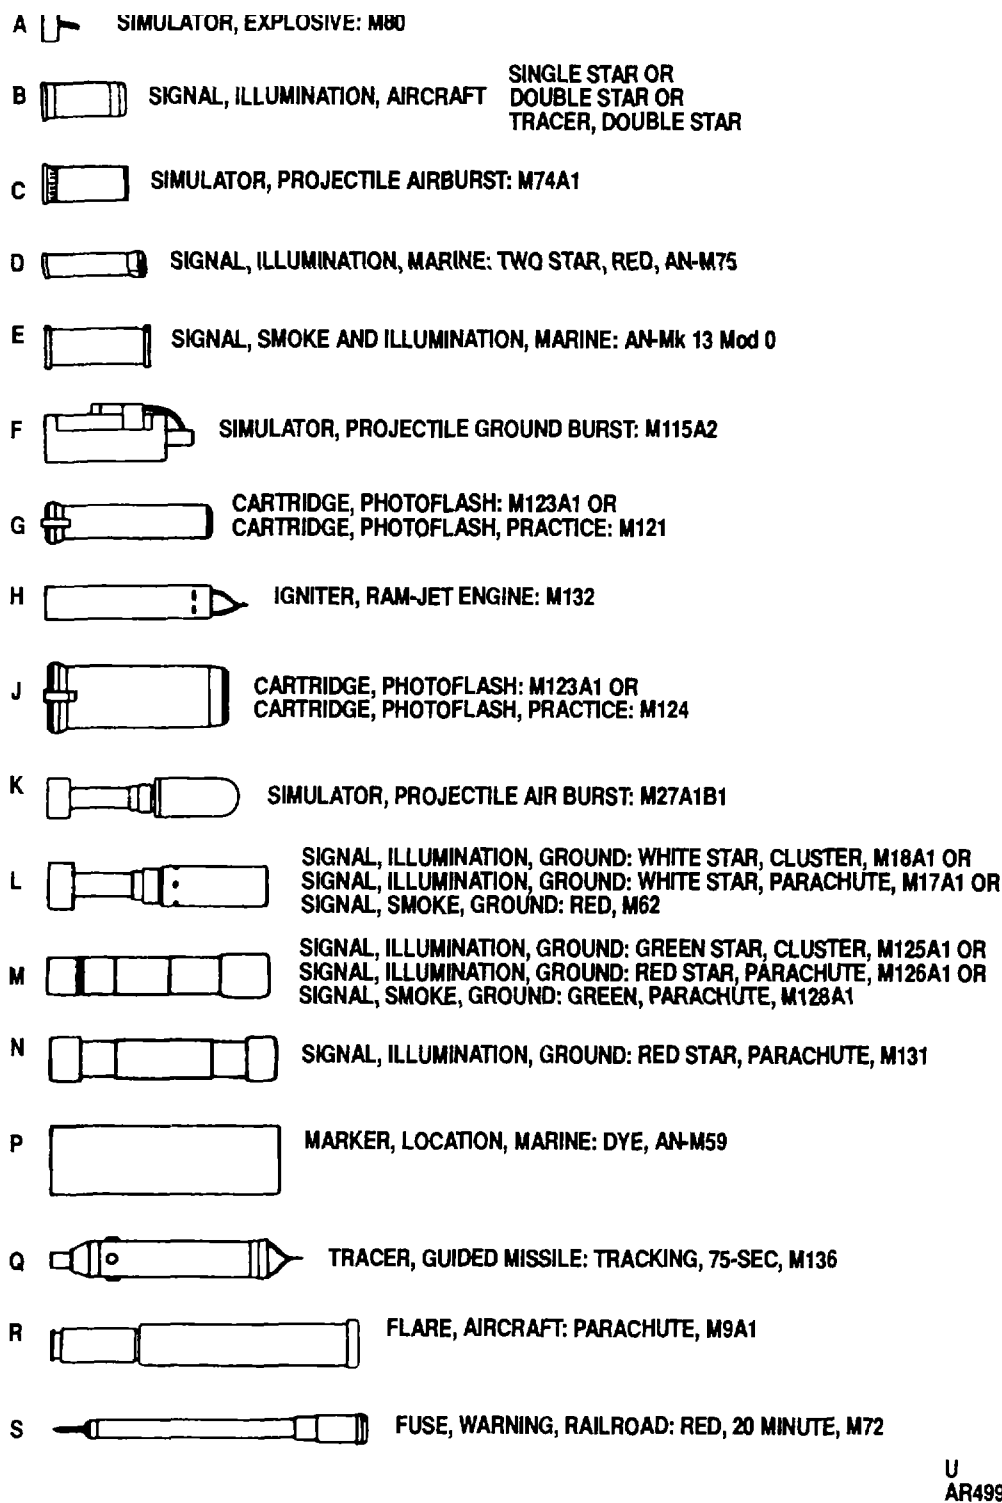 A SIMULATOR, EXPLOSIVE: M80
B SIGNAL, ILLUMINATION, AIRCRAFT
SINGLE STAR OR
DOUBLE STAR OR
TRACER, DOUBLE STAR
C SIMULATOR, PROJECTILE AIRBURST: M74A1
D SIGNAL, ILLUMINATION, MARINE: TWO STAR, RED, AN-M75
E SIGNAL, SMOKE AND ILLUMINATION, MARINE: AN-Mk 13 Mod 0
F SIMULATOR, PROJECTILE GROUND BURST: M115A2
G CARTRIDGE, PHOTOFLASH: M123A1 OR
CARTRIDGE, PHOTOFLASH, PRACTICE: M121
H IGNITER, RAM-JET ENGINE: M132
J CARTRIDGE, PHOTOFLASH: M123A1 OR
CARTRIDGE, PHOTOFLASH, PRACTICE: M124
K SIMULATOR, PROJECTILE AIR BURST: M27A1B1
L SIGNAL, ILLUMINATION, GROUND: WHITE STAR, CLUSTER, M18A1 OR
SIGNAL, ILLUMINATION, GROUND: WHITE STAR, PARACHUTE, M17A1 OR
SIGNAL, SMOKE, GROUND: RED, M62
M SIGNAL, ILLUMINATION, GROUND: GREEN STAR, CLUSTER, M125A1 OR
SIGNAL, ILLUMINATION, GROUND: RED STAR, PARACHUTE, M126A1 OR
SIGNAL, SMOKE, GROUND: GREEN, PARACHUTE, M128A1
N SIGNAL, ILLUMINATION, GROUND: RED STAR, PARACHUTE, M131
P MARKER, LOCATION, MARINE: DYE, AN-M59
Q TRACER, GUIDED MISSILE: TRACKING, 75-SEC, M136
R FLARE, AIRCRAFT: PARACHUTE, M9A1
S FUSE, WARNING, RAILROAD: RED, 20 MINUTE, M72
U
AR499